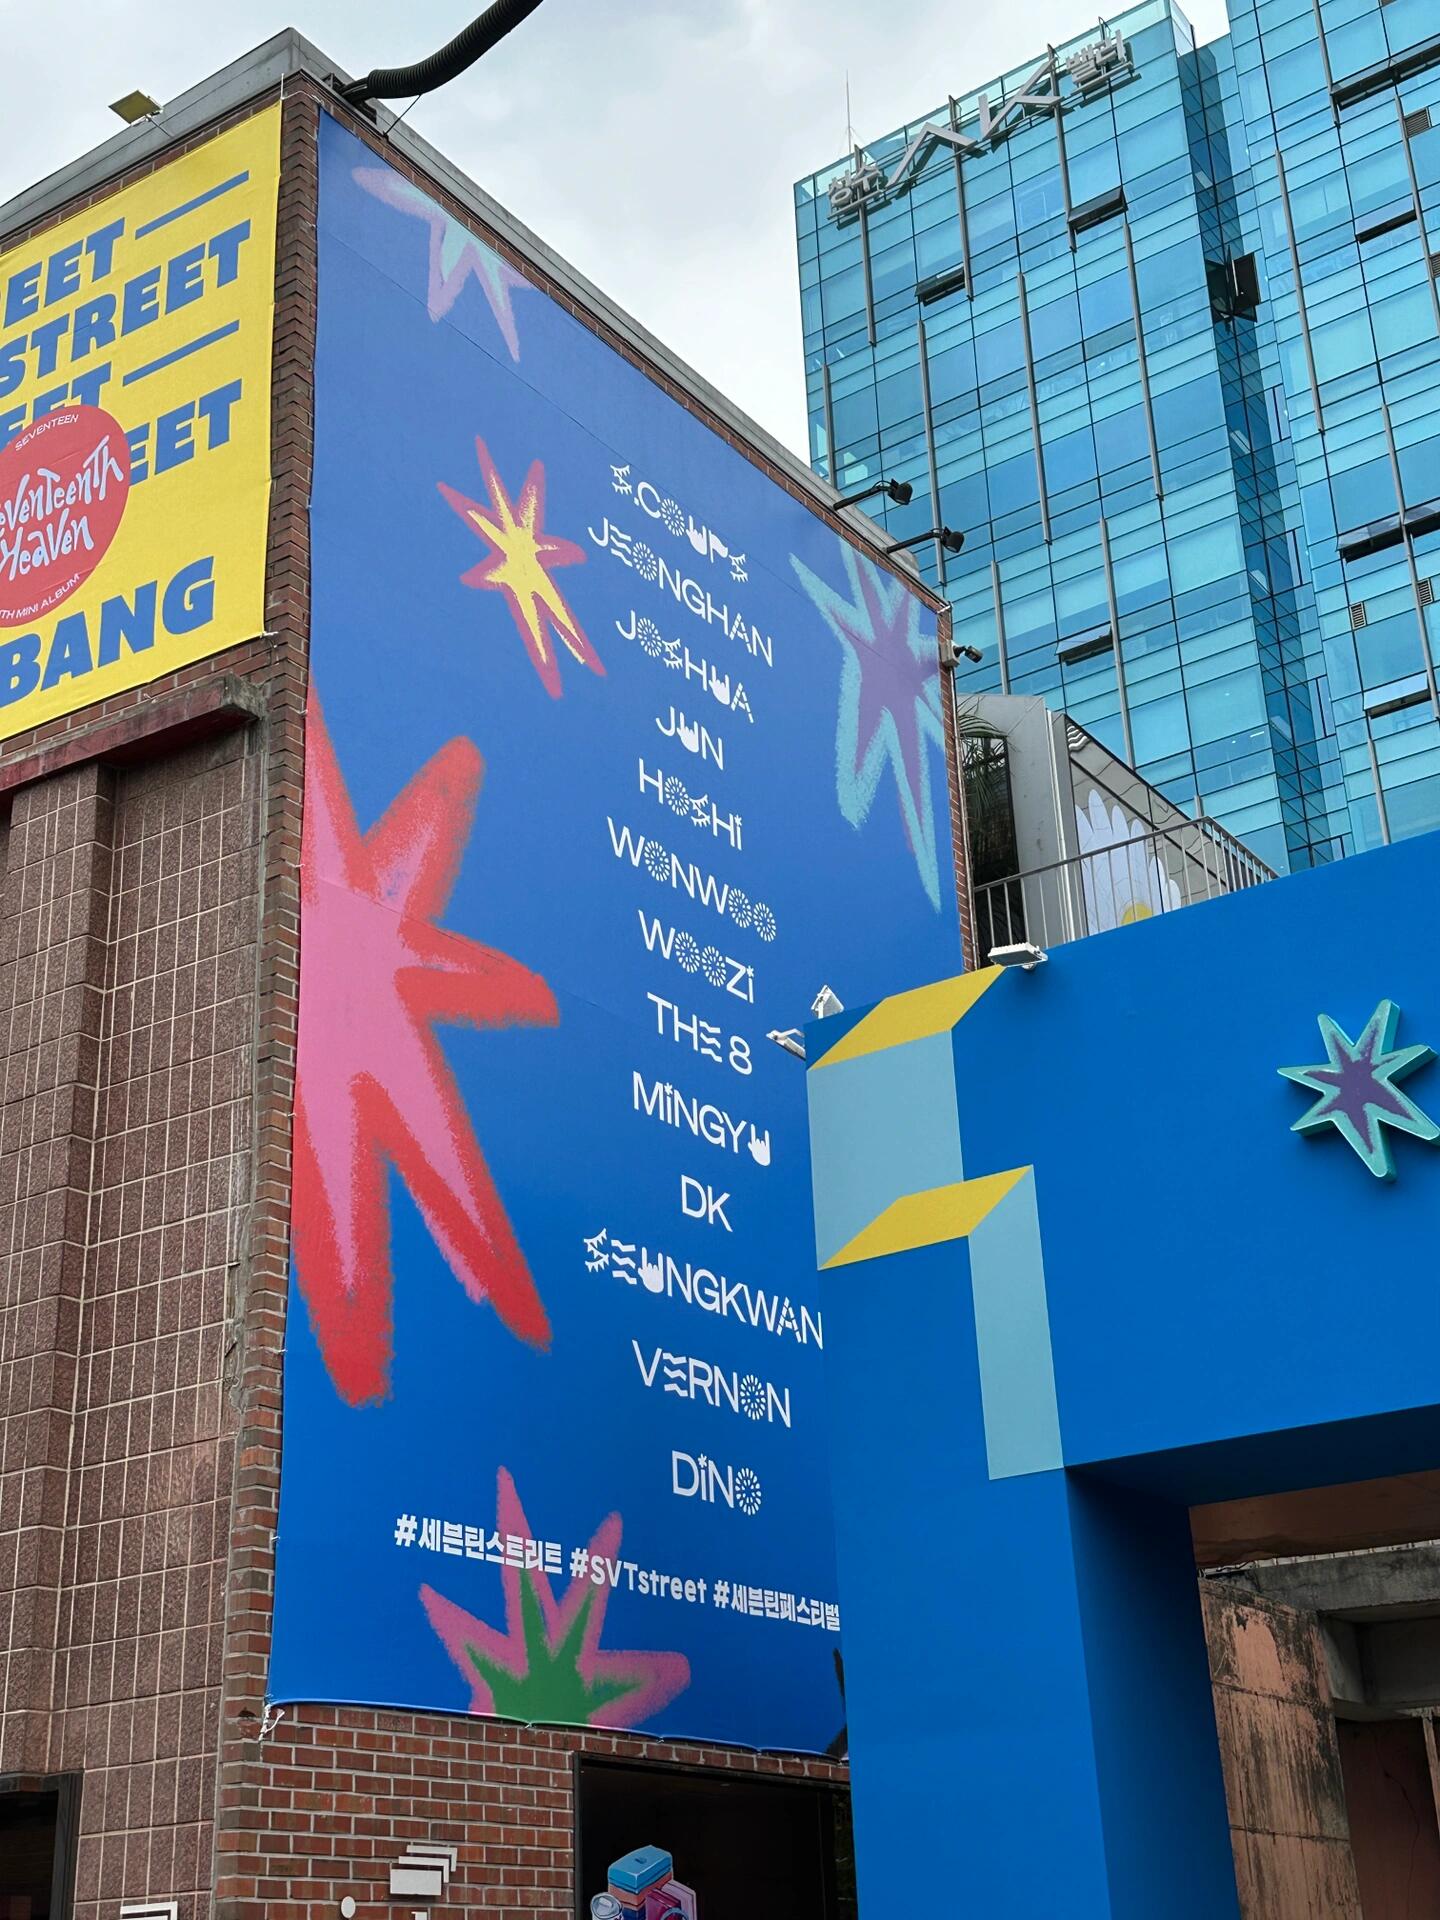 청수 밸리
EET
STREET
EET
EET
SEVENTEEN
SEVENTEENTH
HEAVEN
TH MINI ALBUM
BANG
S.COUPS
JEONGHAN
JOSHUA
JUN
HOSHI
WONWOO
WOOZI
THE 8
MINGYU
DK
SEUNGKWAN
VERNON
DINO
#세븐틴스트리트 #SVTstreet #세븐틴페스티벌